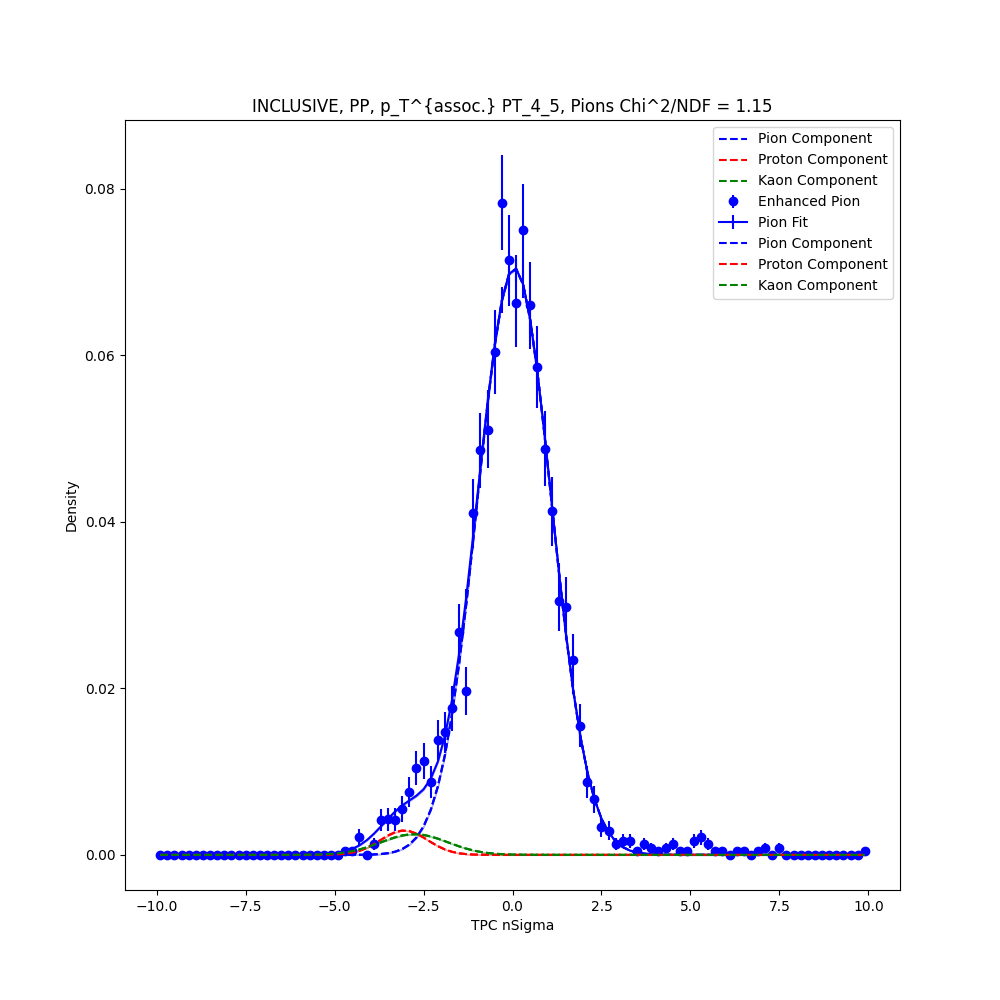 INCLUSIVE, PP, p_T^{assoc.} PT_4_5, Pions Chi^2/NDF = 1.15
Pion Component
Proton Component
Kaon Component
Enhanced Pion
Pion Fit
Pion Component
Proton Component
Kaon Component
0.08
0.06
0.04
0.02
0.00
Density
−10.0 −7.5 −5.0 −2.5 0.0 2.5 5.0 7.5 10.0
TPC nSigma